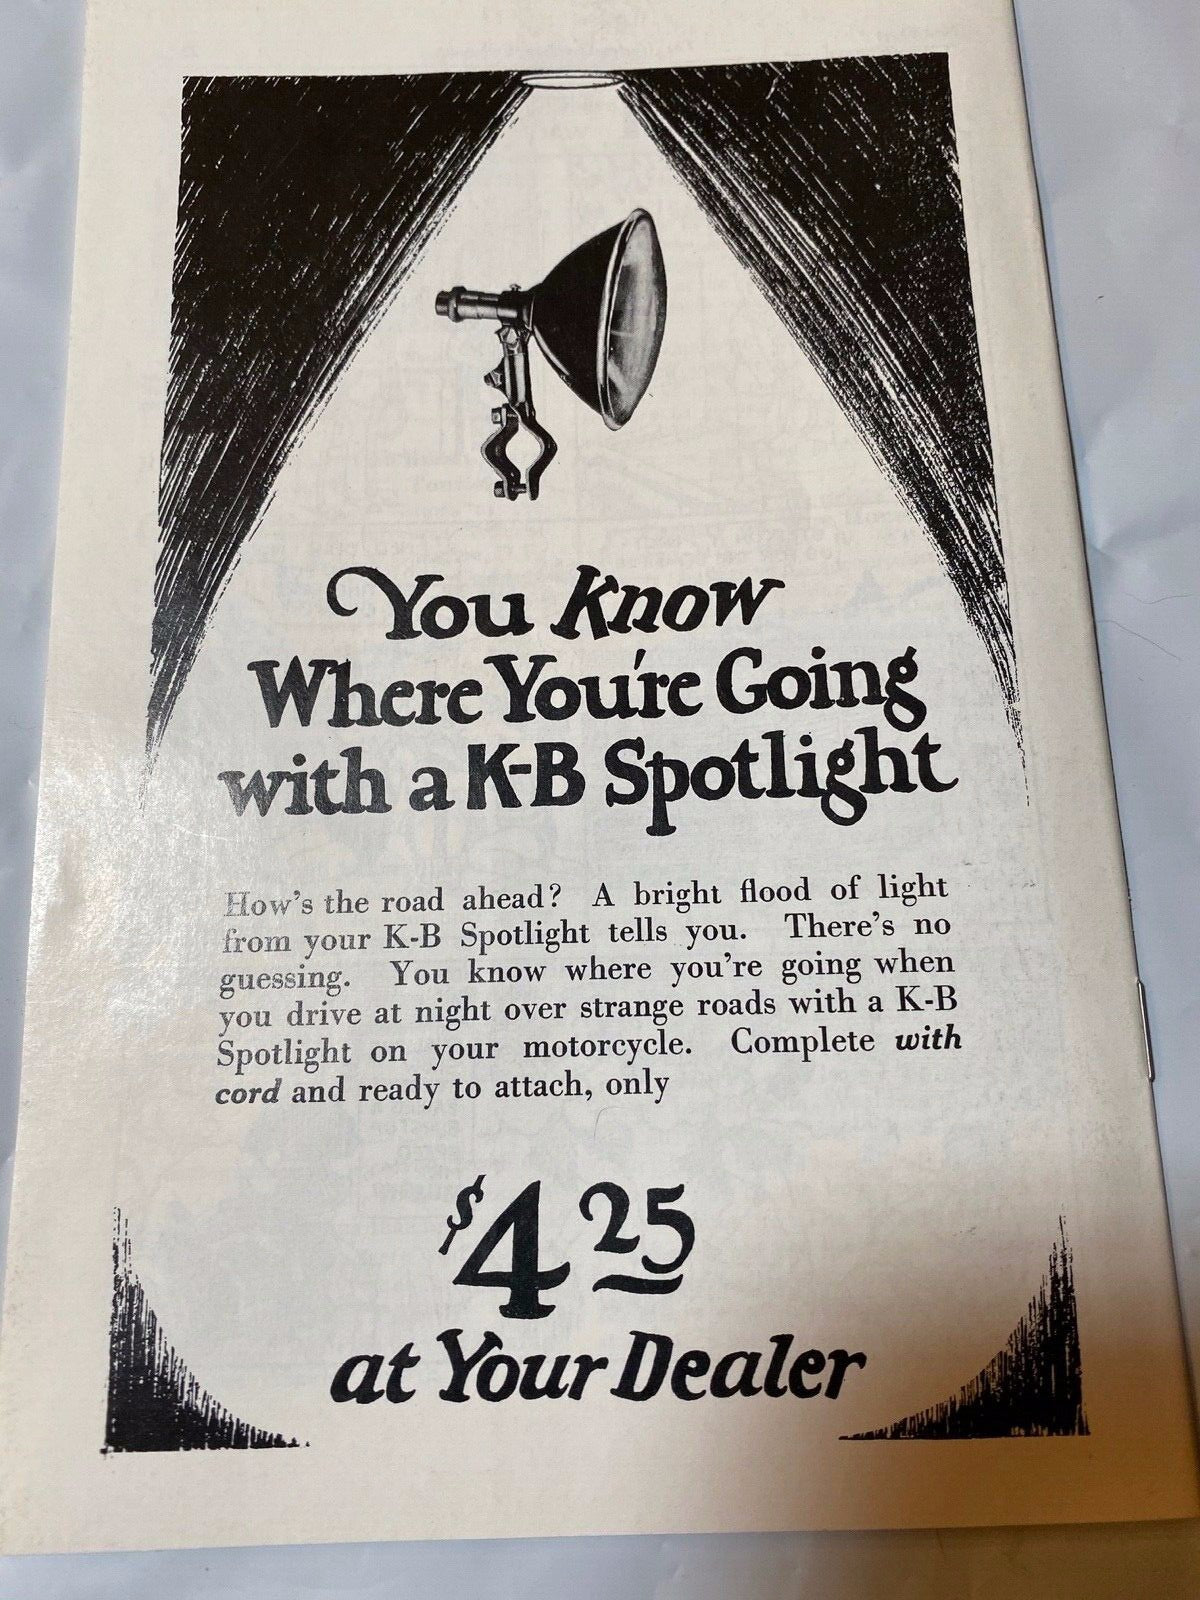 You Know
Where You're Going
with a K-B Spotlight
How's the road ahead? A bright flood of light
from your K-B Spotlight tells you. There's no
guessing. You know where you're going when
you drive at night over strange roads with a K-B
Spotlight on your motorcycle. Complete with
cord and ready to attach, only
$4 25
at Your Dealer